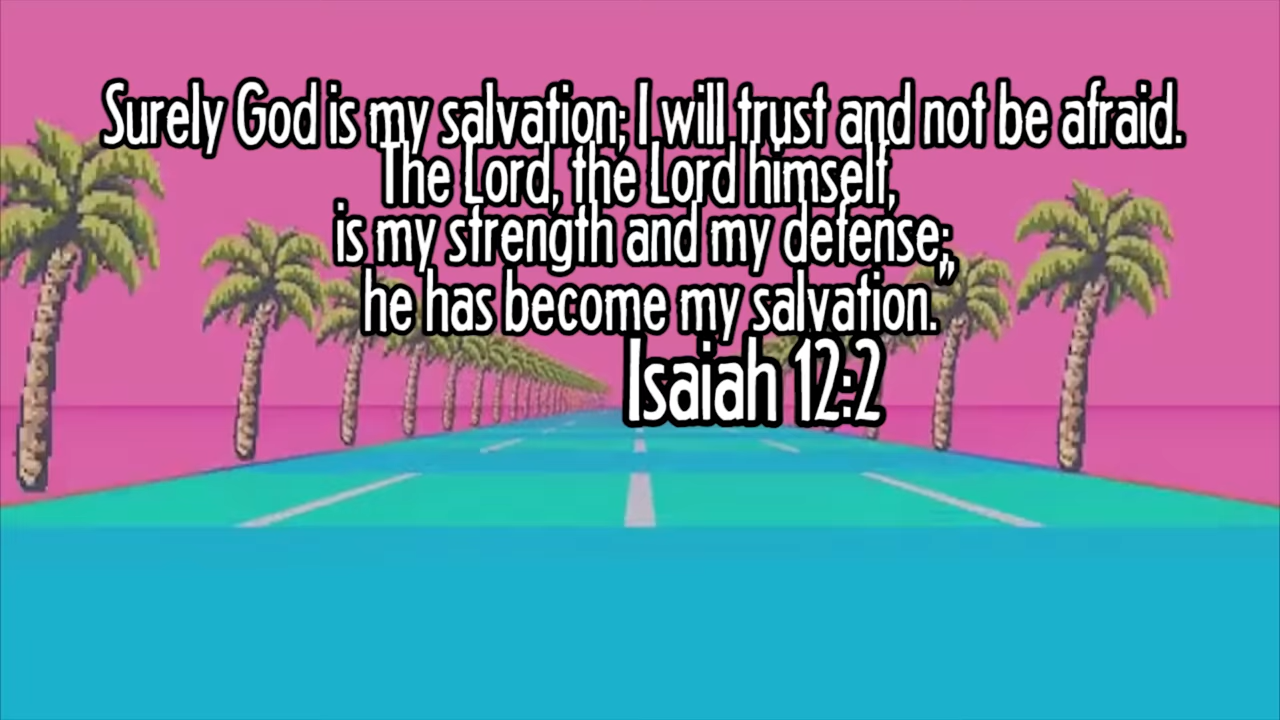 Surely God is my salvation; I will trust and not be afraid.
The Lord, the Lord himself,
is my strength and my defense;
he has become my salvation.”
Isaiah 12:2